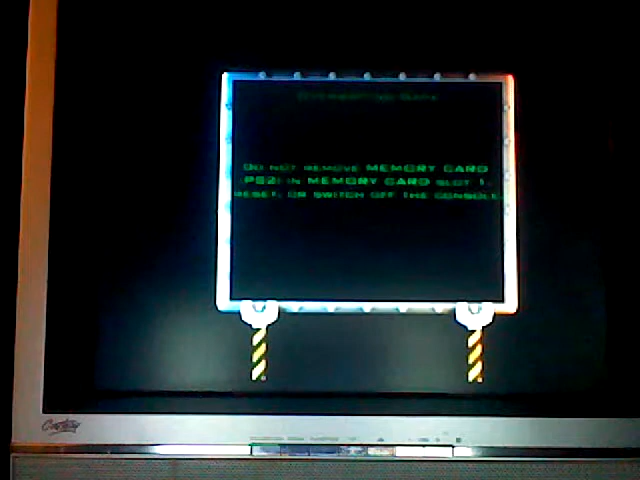 DO NOT REMOVE MEMORY CARD
(PS2) IN MEMORY CARD SLOT 1,
RESET, OR SWITCH OFF THE CONSOLE